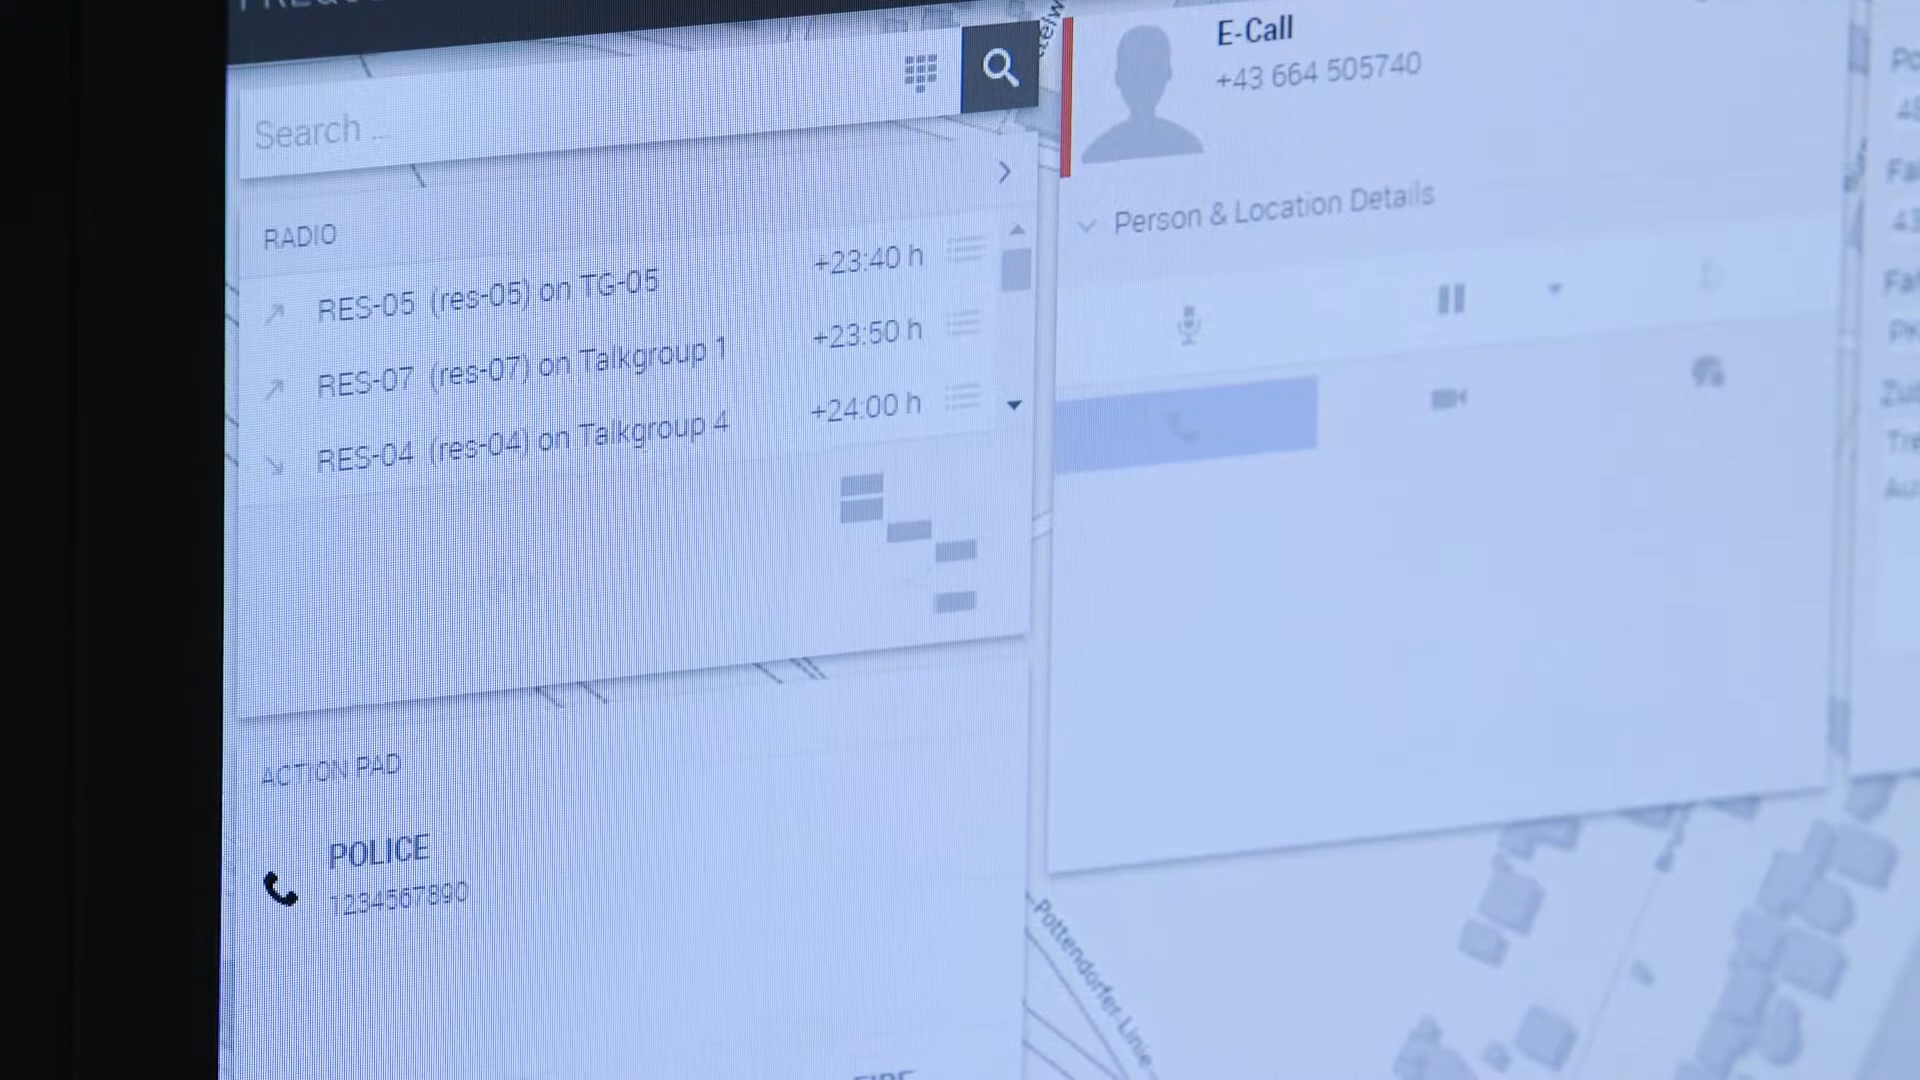 Search ...
RADIO
RES-05 (res-05) on TG-05 +23:40 h
RES-07 (res-07) on Talkgroup 1 +23:50 h
RES-04 (res-04) on Talkgroup 4 +24:00 h
ACTION PAD
POLICE
1234567890
E-Call
+43 664 505740
Person & Location Details
Pottendorfer-Linie